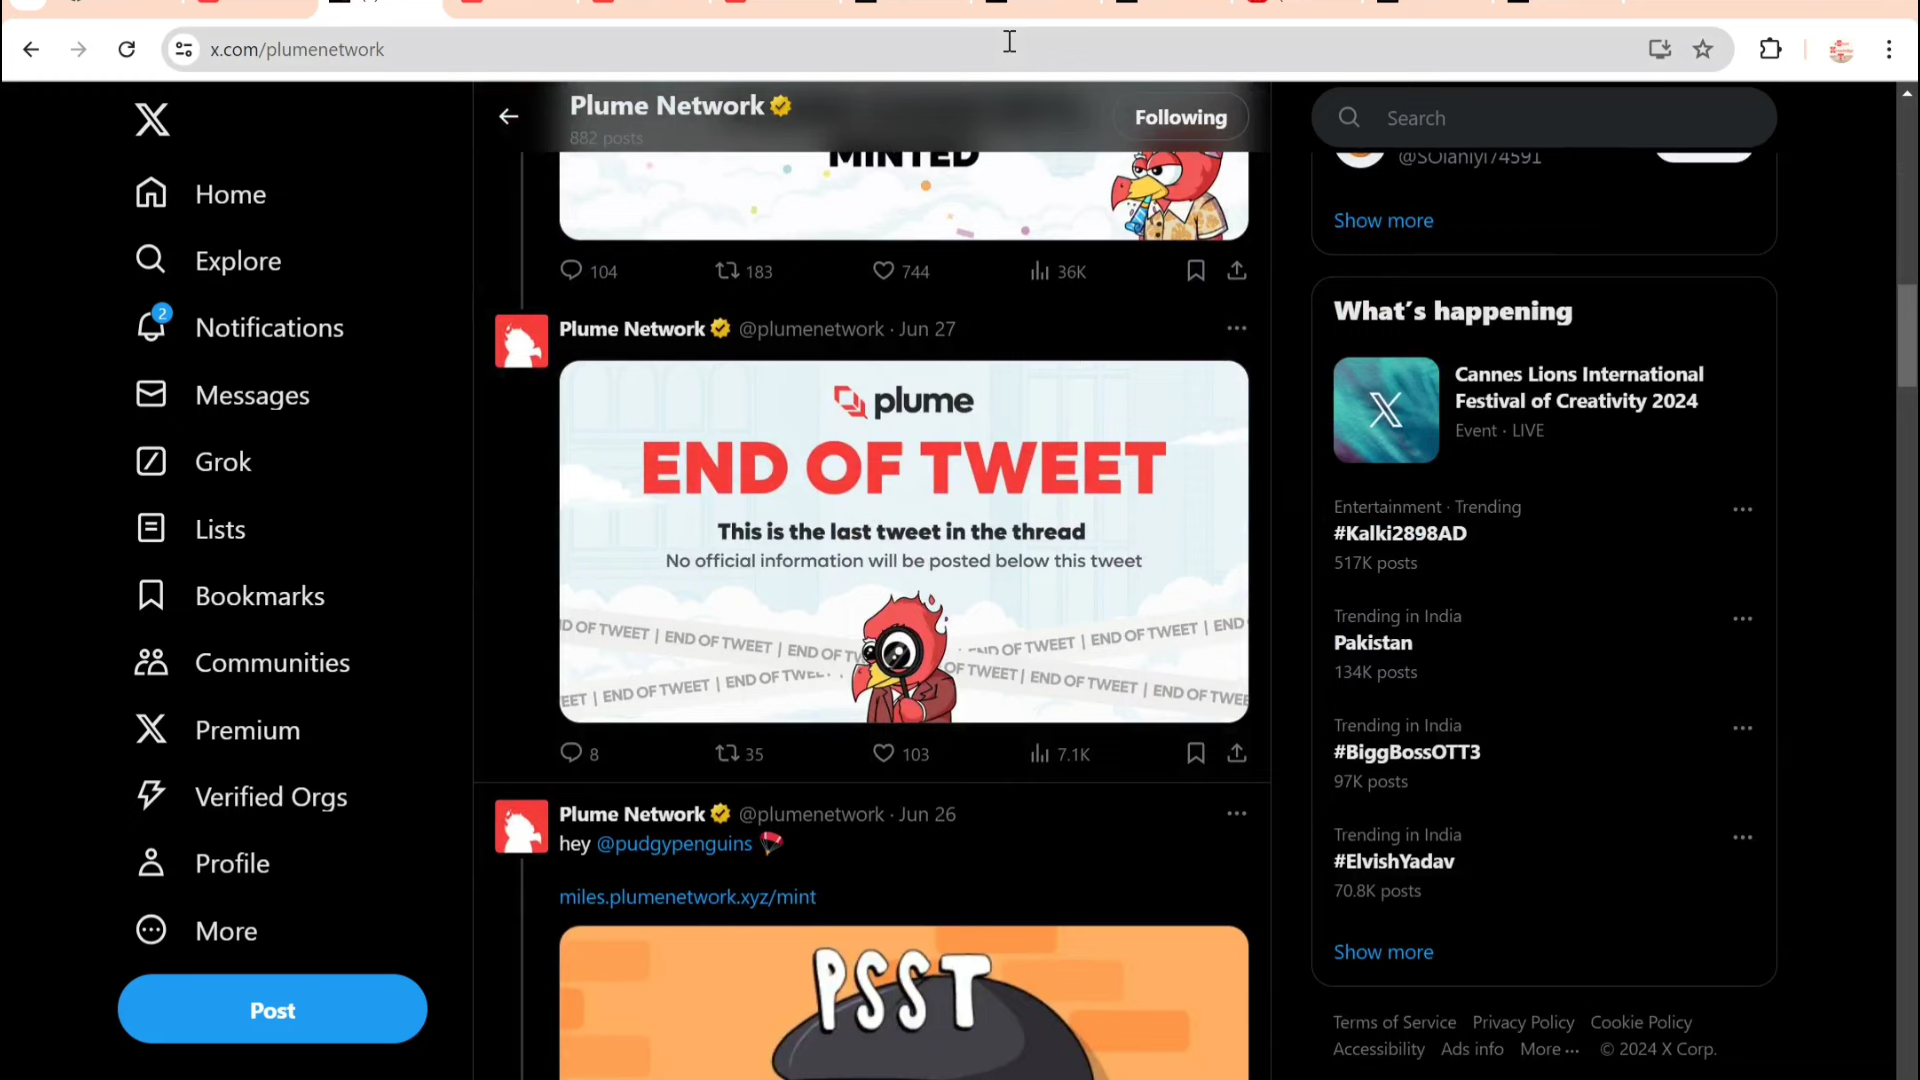 x.com/plumenetwork
Plume Network
882 posts
Following
Search
MINTED
@SOlaniyi74591
Show more
104
183
744
36K
Home
Explore
2
Notifications
Messages
Grok
Lists
Bookmarks
Communities
Premium
Verified Orgs
Profile
More
Post
Plume Network @plumenetwork · Jun 27
plume
END OF TWEET
This is the last tweet in the thread
No official information will be posted below this tweet
D OF TWEET | END OF TWEET | END OF TW
END OF TWEET | END OF TWEET | END
EET | END OF TWEET | END OF TWEE
OF TWEET | END OF TWEET | END OF TWEE
8
35
103
7.1K
Plume Network @plumenetwork · Jun 26
hey @pudgypenguins
miles.plumenetwork.xyz/mint
PSST
What's happening
Cannes Lions International
Festival of Creativity 2024
Event · LIVE
Entertainment · Trending
#Kalki2898AD
517K posts
Trending in India
Pakistan
134K posts
Trending in India
#BiggBossOTT3
97K posts
Trending in India
#ElvishYadav
70.8K posts
Show more
Terms of Service Privacy Policy Cookie Policy
Accessibility Ads info More ··· © 2024 X Corp.